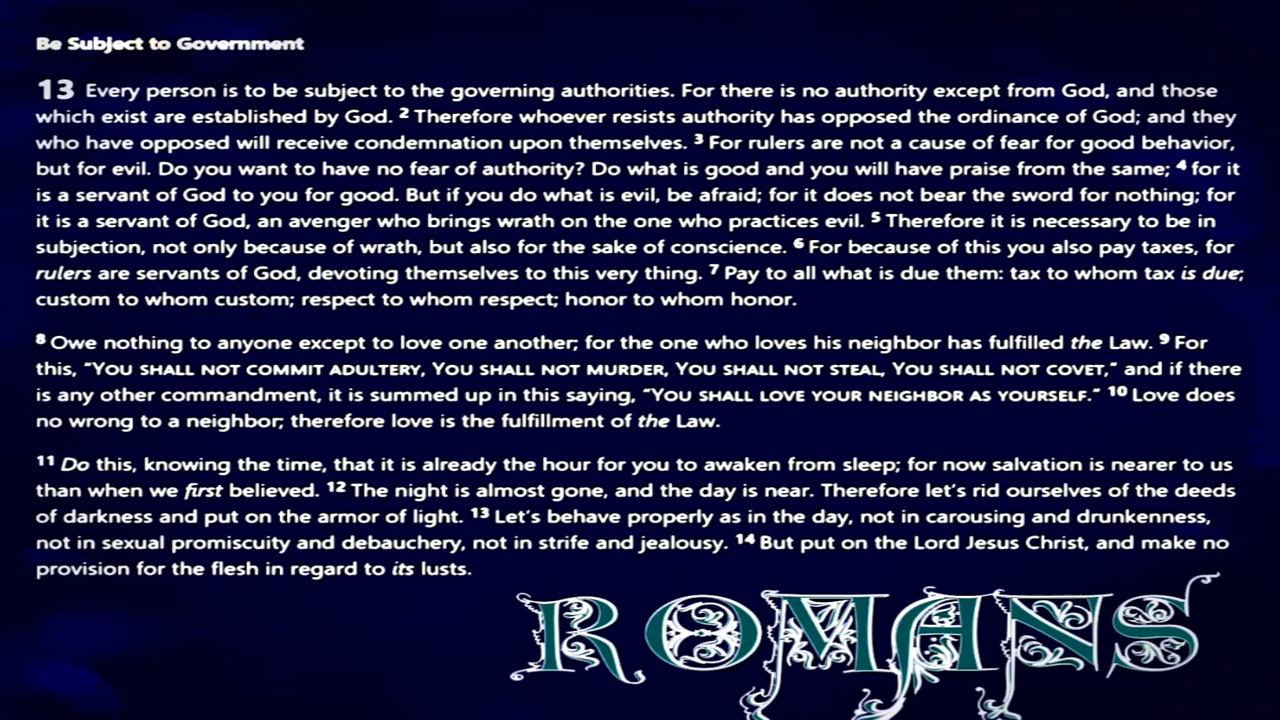 Be Subject to Government
13 Every person is to be subject to the governing authorities. For there is no authority except from God, and those
which exist are established by God. 2 Therefore whoever resists authority has opposed the ordinance of God; and they
who have opposed will receive condemnation upon themselves. 3 For rulers are not a cause of fear for good behavior,
but for evil. Do you want to have no fear of authority? Do what is good and you will have praise from the same; 4 for it
is a servant of God to you for good. But if you do what is evil, be afraid; for it does not bear the sword for nothing; for
it is a servant of God, an avenger who brings wrath on the one who practices evil. 5 Therefore it is necessary to be in
subjection, not only because of wrath, but also for the sake of conscience. 6 For because of this you also pay taxes, for
rulers are servants of God, devoting themselves to this very thing. 7 Pay to all what is due them: tax to whom tax is due;
custom to whom custom; respect to whom respect; honor to whom honor.
8 Owe nothing to anyone except to love one another; for the one who loves his neighbor has fulfilled the Law. 9 For
this, “YOU SHALL NOT COMMIT ADULTERY, YOU SHALL NOT MURDER, YOU SHALL NOT STEAL, YOU SHALL NOT COVET,” and if there
is any other commandment, it is summed up in this saying, “YOU SHALL LOVE YOUR NEIGHBOR AS YOURSELF.” 10 Love does
no wrong to a neighbor; therefore love is the fulfillment of the Law.
11 Do this, knowing the time, that it is already the hour for you to awaken from sleep; for now salvation is nearer to us
than when we first believed. 12 The night is almost gone, and the day is near. Therefore let’s rid ourselves of the deeds
of darkness and put on the armor of light. 13 Let’s behave properly as in the day, not in carousing and drunkenness,
not in sexual promiscuity and debauchery, not in strife and jealousy. 14 But put on the Lord Jesus Christ, and make no
provision for the flesh in regard to its lusts.
ROMANS